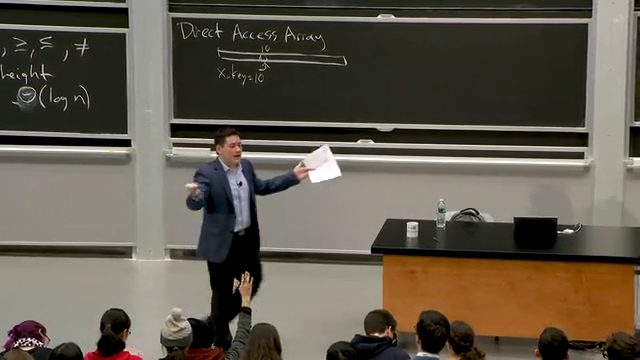 , ≥, ≤, ≠
height
(log n)
Direct Access Array
10
x.key=10